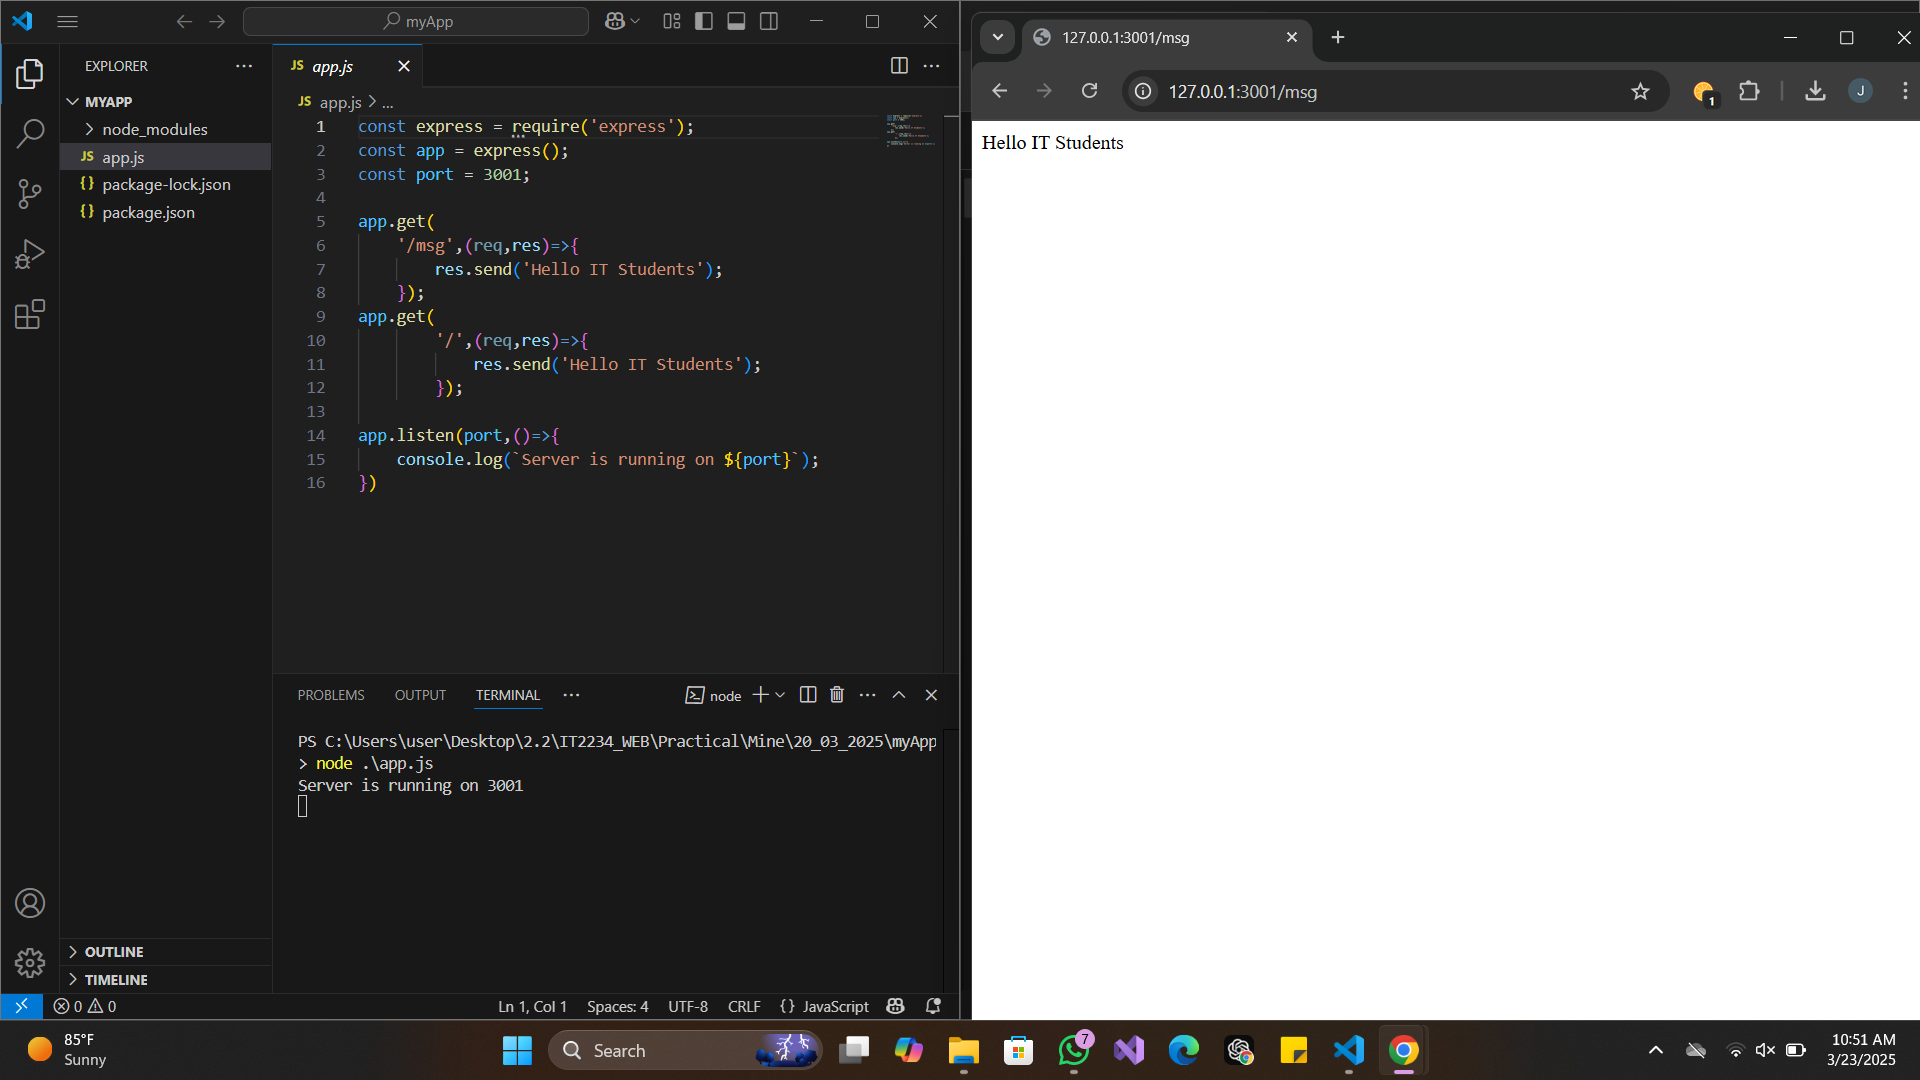 myApp
EXPLORER
MYAPP
node_modules
JS app.js
{} package-lock.json
{} package.json
OUTLINE
TIMELINE
JS app.js
JS app.js > ...
1 const express = require('express');
2 const app = express();
3 const port = 3001;
4
5 app.get(
6 '/msg',(req,res)=>{
7 res.send('Hello IT Students');
8 });
9 app.get(
10 '/',(req,res)=>{
11 res.send('Hello IT Students');
12 });
13
14 app.listen(port,()=>{
15 console.log(`Server is running on ${port}`);
16 })
PROBLEMS OUTPUT TERMINAL ... node
PS C:\Users\user\Desktop\2.2\IT2234_WEB\Practical\Mine\20_03_2025\myApp
> node .\app.js
Server is running on 3001
0 0 Ln 1, Col 1 Spaces: 4 UTF-8 CRLF {} JavaScript
127.0.0.1:3001/msg
127.0.0.1:3001/msg
1
J
Hello IT Students
85°F
Sunny
Search
7
10:51 AM
3/23/2025